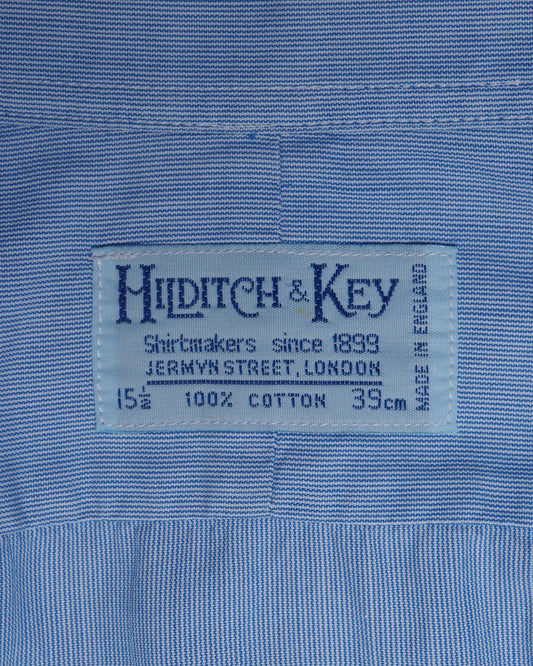 HILDITCH & KEY
Shirtmakers since 1899
JERMYN STREET, LONDON
15½ 100% COTTON 39cm
MADE IN ENGLAND